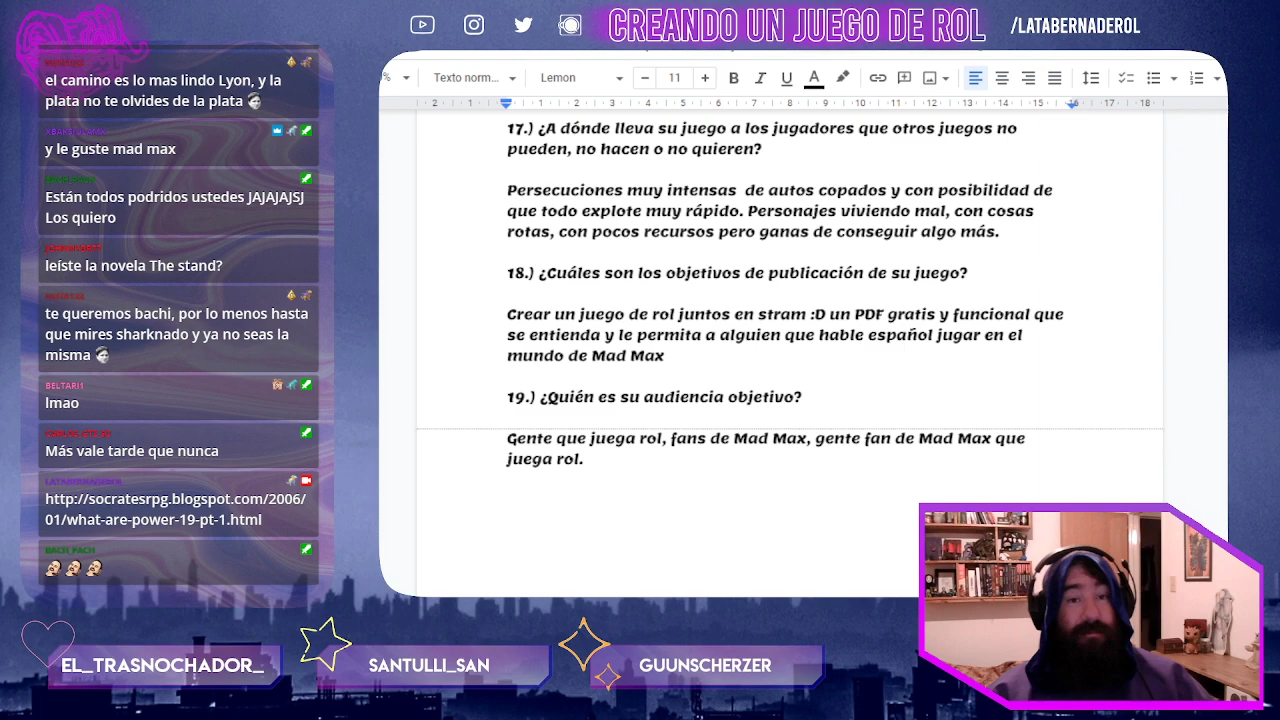 CREANDO UN JUEGO DE ROL
/LATABERNADEROL
el camino es lo mas lindo Lyon, y la
plata no te olvides de la plata
y le guste mad max
Están todos podridos ustedes JAJAJAJSJ
Los quiero
leíste la novela The stand?
te queremos bachi, por lo menos hasta
que mires sharknado y ya no seas la
misma
BELTARI1
lmao
Más vale tarde que nunca
LATABERNADEROL
http://socratesrpg.blogspot.com/2006/
01/what-are-power-19-pt-1.html
BACH_PACH
%
Texto norm...
Lemon
− 11 +
B I U A
2 1 1 2 3 4 5 6 7 8 9 10 11 12 13 14 15 16 17 18
17.) ¿A dónde lleva su juego a los jugadores que otros juegos no
pueden, no hacen o no quieren?
Persecuciones muy intensas  de autos copados y con posibilidad de
que todo explote muy rápido. Personajes viviendo mal, con cosas
rotas, con pocos recursos pero ganas de conseguir algo más.
18.) ¿Cuáles son los objetivos de publicación de su juego?
Crear un juego de rol juntos en stram :D un PDF gratis y funcional que
se entienda y le permita a alguien que hable español jugar en el
mundo de Mad Max
19.) ¿Quién es su audiencia objetivo?
Gente que juega rol, fans de Mad Max, gente fan de Mad Max que
juega rol.
EL_TRASNOCHADOR_
SANTULLI_SAN
GUUNSCHERZER